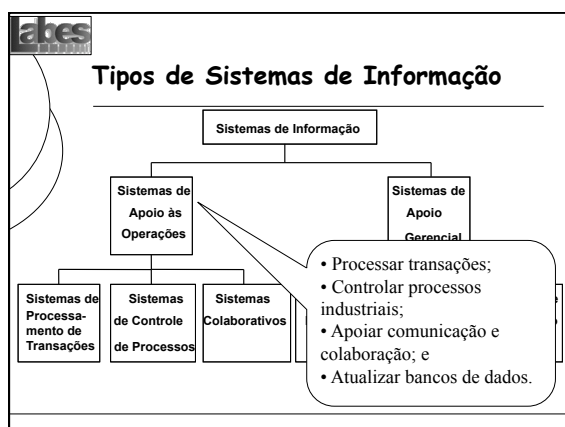 Labes
Tipos de Sistemas de Informação
Sistemas de Informação
Sistemas de
Apoio às
Operações
Sistemas de
Apoio
Gerencial
Sistemas de
Processa-
mento de
Transações
Sistemas
de Controle
de Processos
Sistemas
Colaborativos
• Processar transações;
• Controlar processos
industriais;
• Apoiar comunicação e
colaboração; e
• Atualizar bancos de dados.